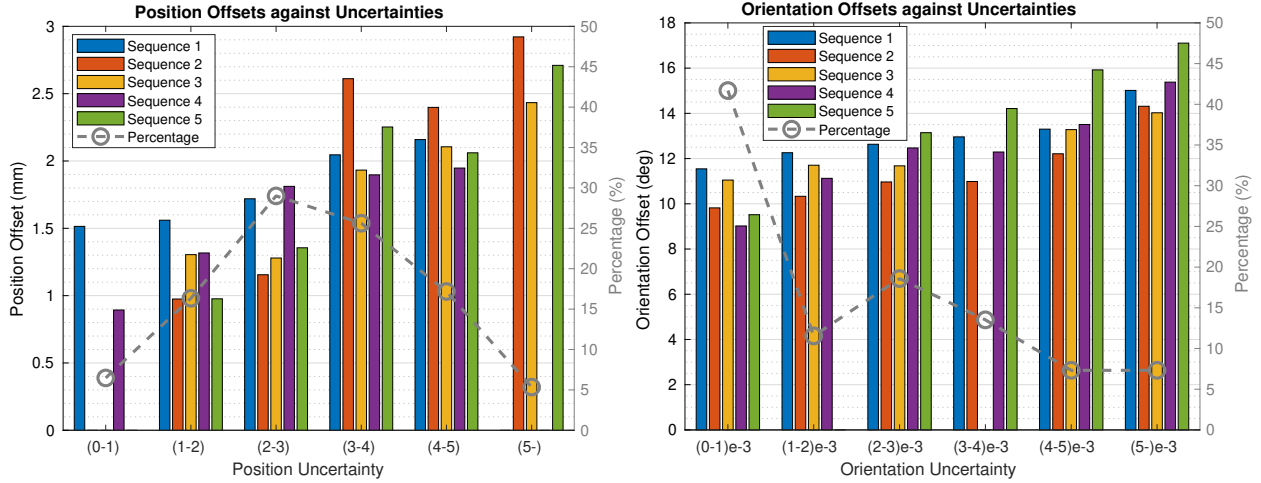 Position Offsets against Uncertainties
3
2.5
2
1.5
1
0.5
0
Position Offset (mm)
Sequence 1
Sequence 2
Sequence 3
Sequence 4
Sequence 5
Percentage
50
45
40
35
30
25
20
15
10
5
0
Percentage (%)
(0-1)
(1-2)
(2-3)
(3-4)
(4-5)
(5-)
Position Uncertainty
Orientation Offsets against Uncertainties
18
16
14
12
10
8
6
4
2
0
Orientation Offset (deg)
Sequence 1
Sequence 2
Sequence 3
Sequence 4
Sequence 5
Percentage
50
45
40
35
30
25
20
15
10
5
0
Percentage (%)
(0-1)e-3
(1-2)e-3
(2-3)e-3
(3-4)e-3
(4-5)e-3
(5-)e-3
Orientation Uncertainty